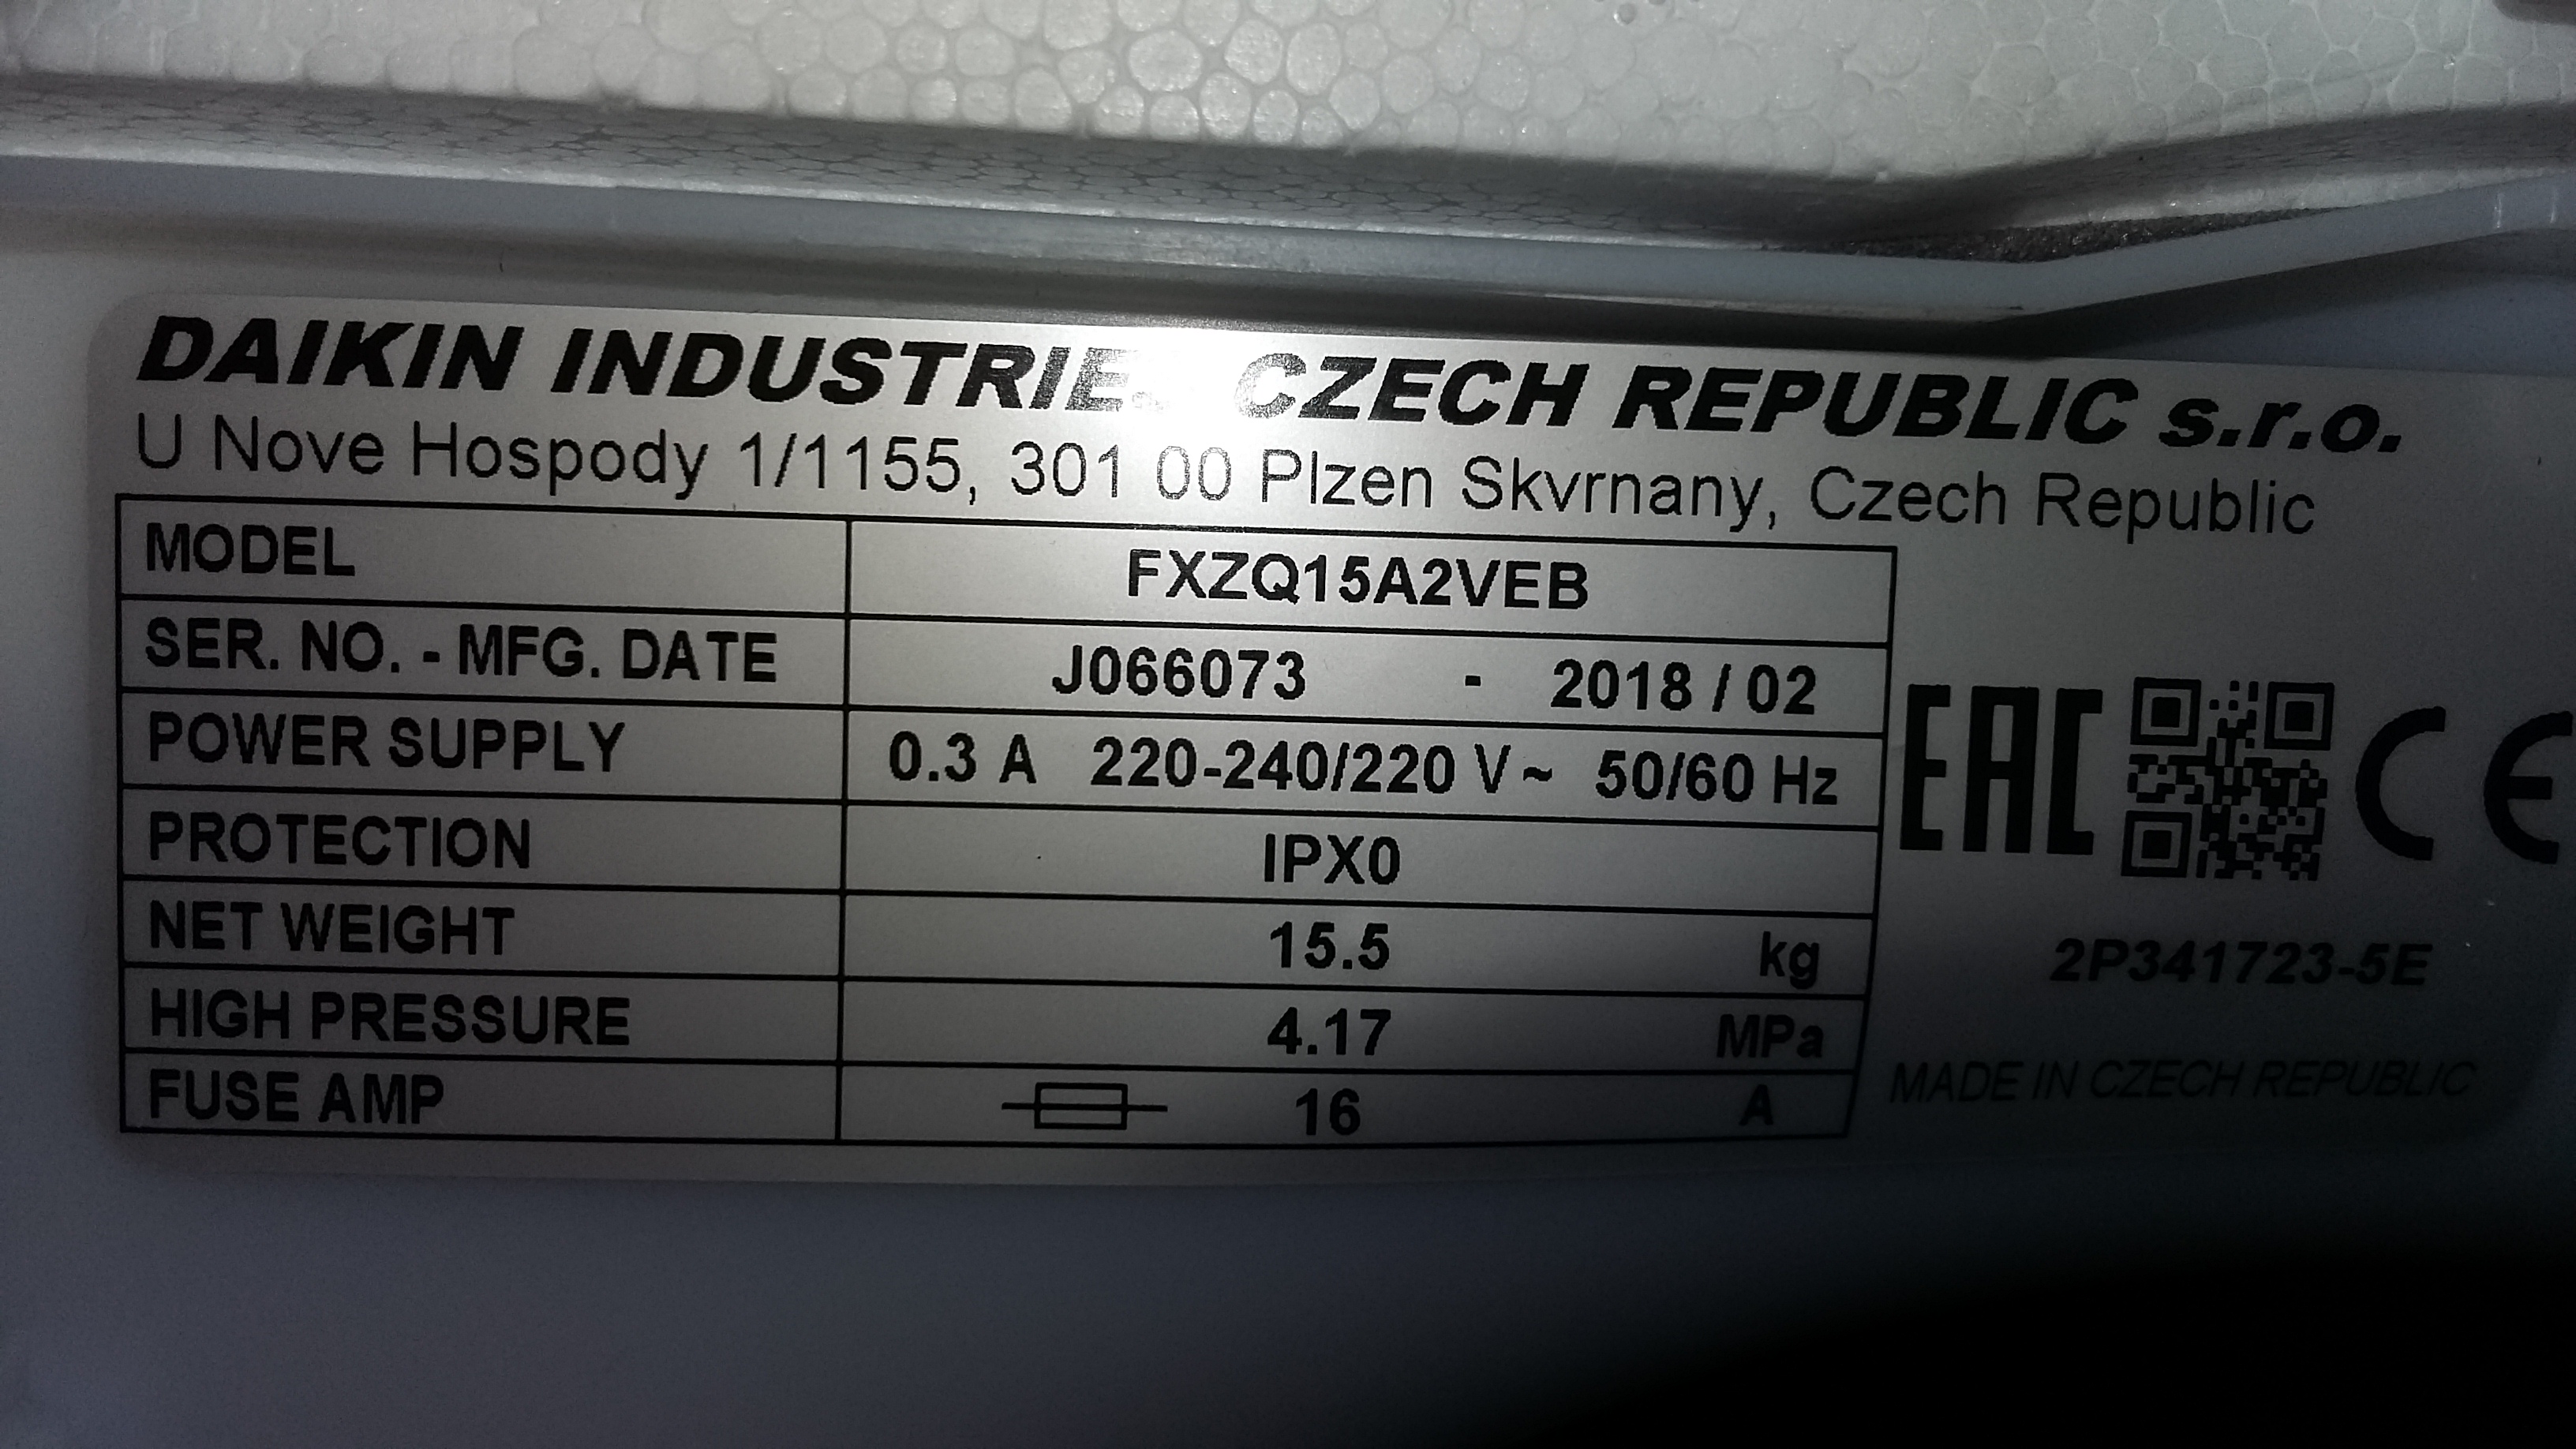 DAIKIN INDUSTRIE. CZECH REPUBLIC s.r.o.
U Nove Hospody 1/1155, 301 00 Plzen Skvrnany, Czech Republic
MODEL FXZQ15A2VEB
SER. NO. - MFG. DATE J066073 - 2018 / 02
POWER SUPPLY 0.3 A 220-240/220 V~ 50/60 Hz
PROTECTION IPX0
NET WEIGHT 15.5 kg
HIGH PRESSURE 4.17 MPa
FUSE AMP 16 A
EAC CE
2P341723-5E
MADE IN CZECH REPUBLIC